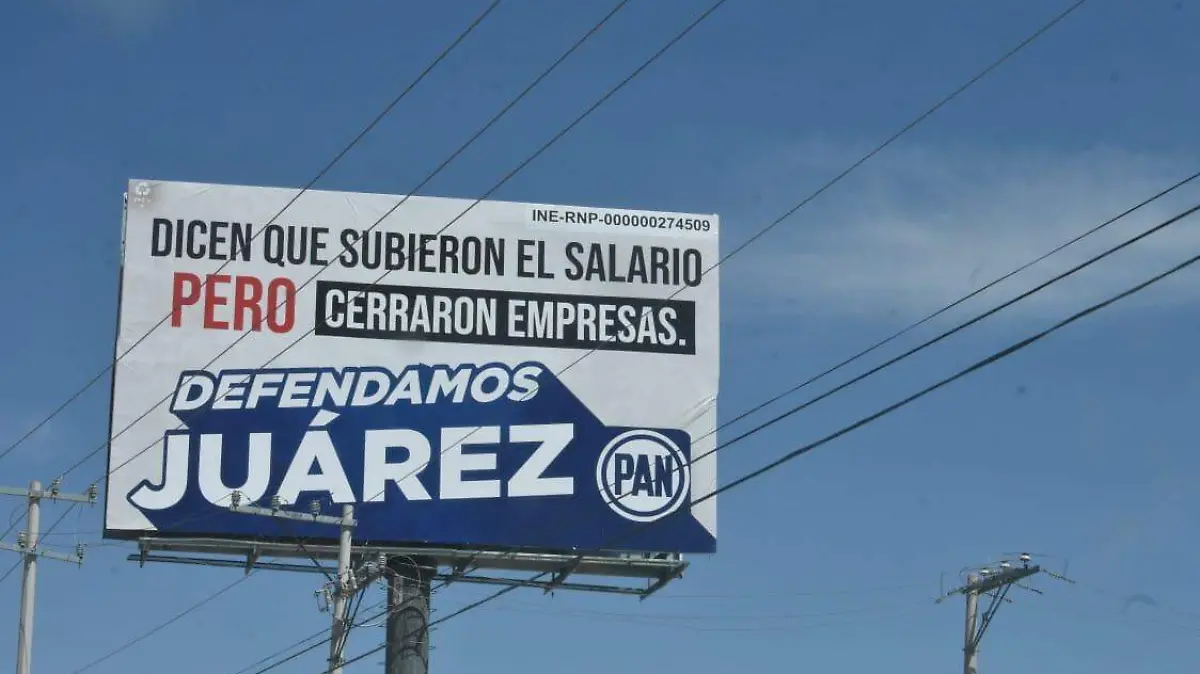 INE-RNP-000000274509
DICEN QUE SUBIERON EL SALARIO
PERO CERRARON EMPRESAS.
DEFENDAMOS
JUÁREZ
PAN